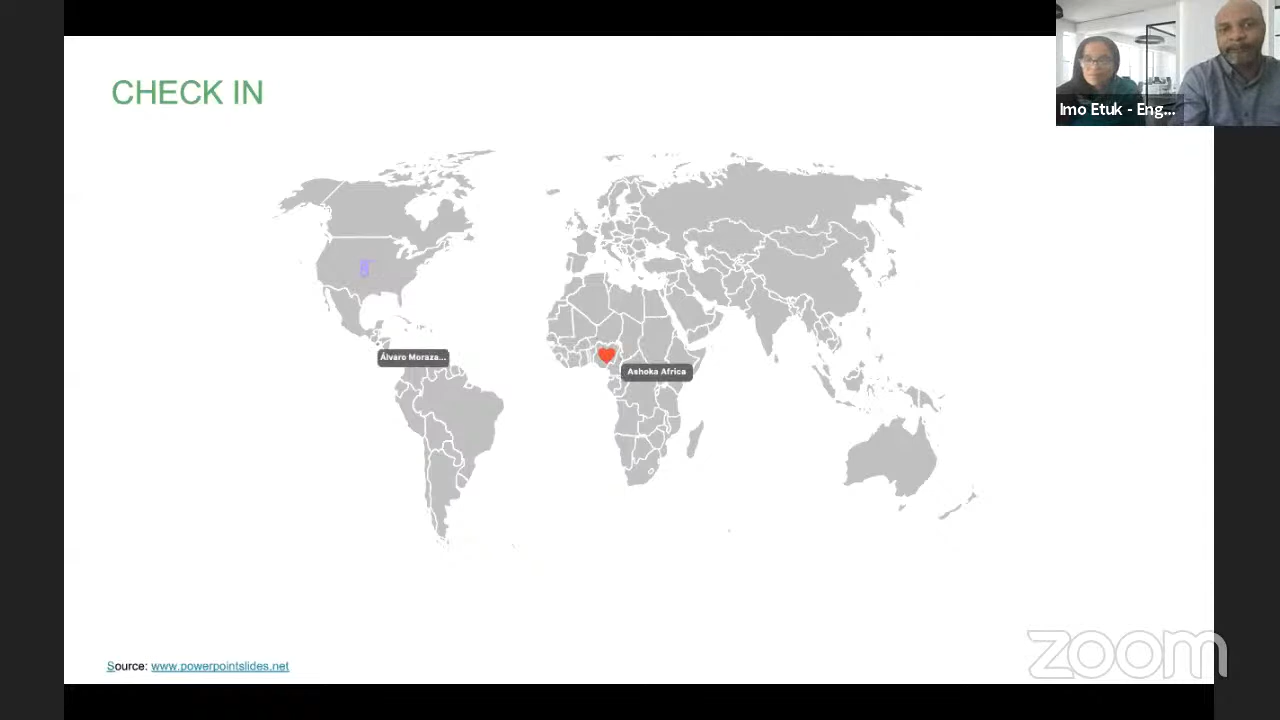 CHECK IN
Imo Etuk - Eng...
Álvaro Moraza...
Ashoka Africa
Source: www.powerpointslides.net
zoom